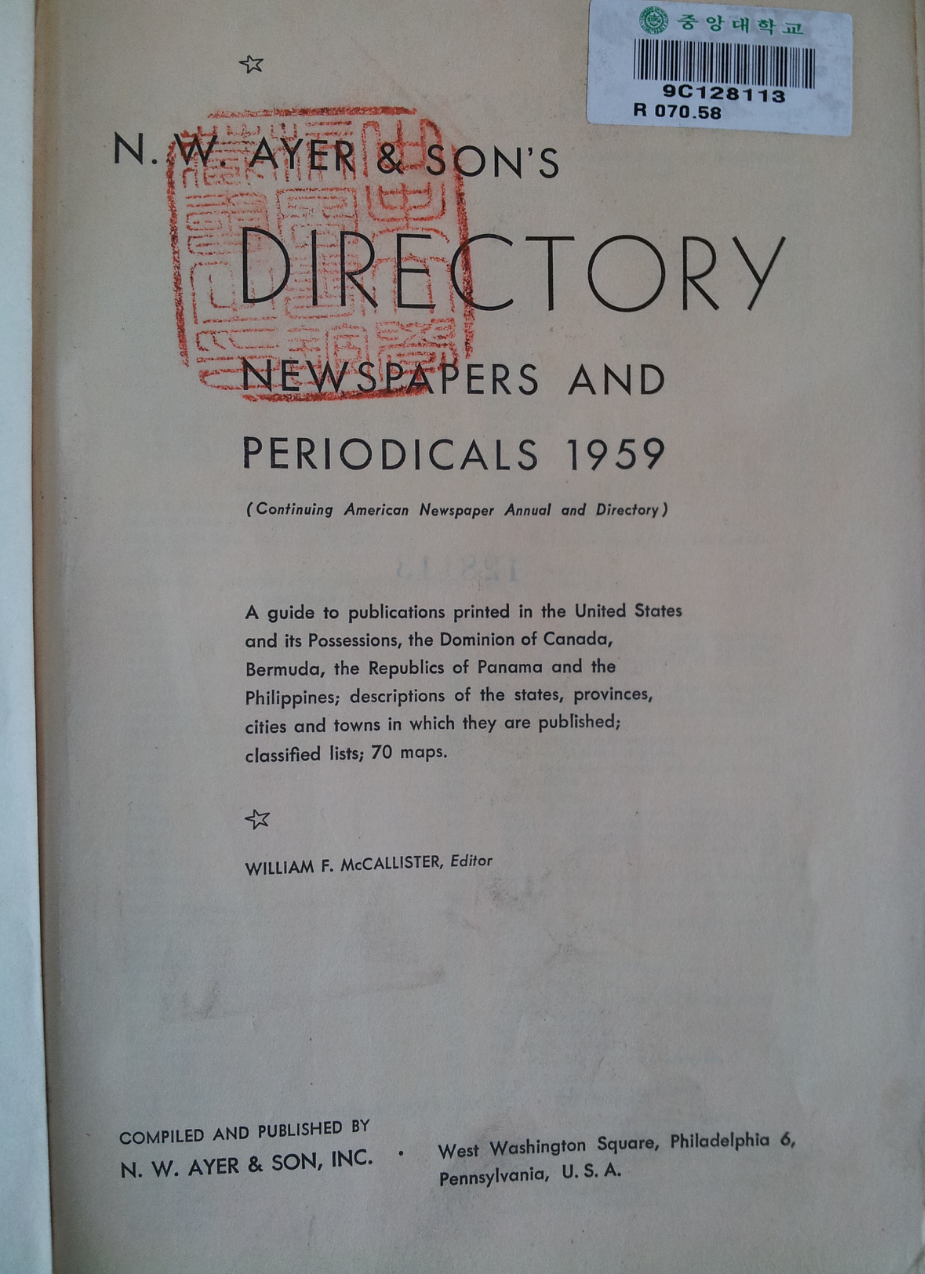 중앙대학교
9C128113
R 070.58
N. W. AYER & SON'S
DIRECTORY
NEWSPAPERS AND
PERIODICALS 1959
(Continuing American Newspaper Annual and Directory)
A guide to publications printed in the United States
and its Possessions, the Dominion of Canada,
Bermuda, the Republics of Panama and the
Philippines; descriptions of the states, provinces,
cities and towns in which they are published;
classified lists; 70 maps.
WILLIAM F. McCALLISTER, Editor
COMPILED AND PUBLISHED BY
N. W. AYER & SON, INC. · West Washington Square, Philadelphia 6,
Pennsylvania, U. S. A.